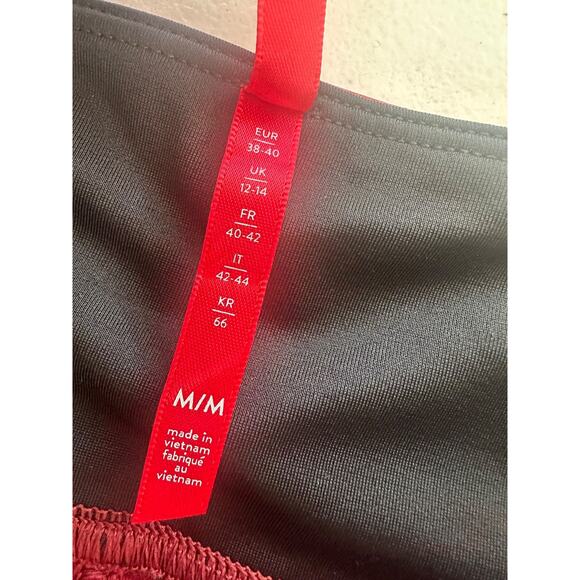 EUR
38-40
UK
12-14
FR
40-42
IT
42-44
KR
66
M/M
made in
vietnam
fabriqué
au
vietnam